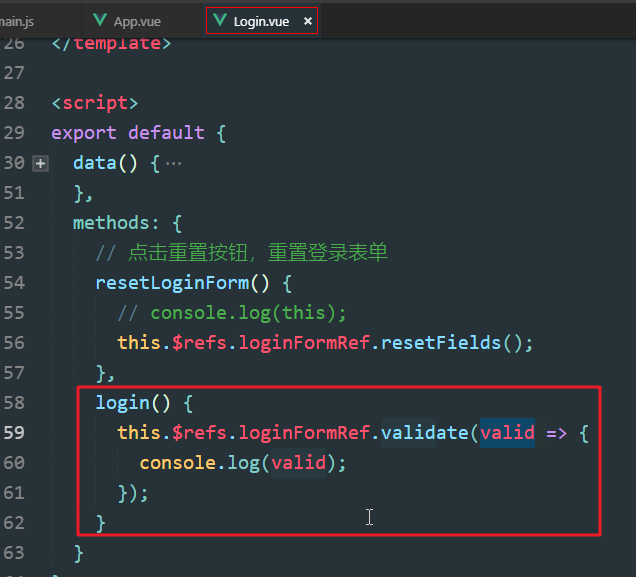 main.js App.vue Login.vue ×
26 </template>
27
28 <script>
29 export default {
30 + data() { ···
51 },
52 methods: {
53 // 点击重置按钮，重置登录表单
54 resetLoginForm() {
55 // console.log(this);
56 this.$refs.loginFormRef.resetFields();
57 },
58 login() {
59 this.$refs.loginFormRef.validate(valid => {
60 console.log(valid);
61 });
62 }
63 }